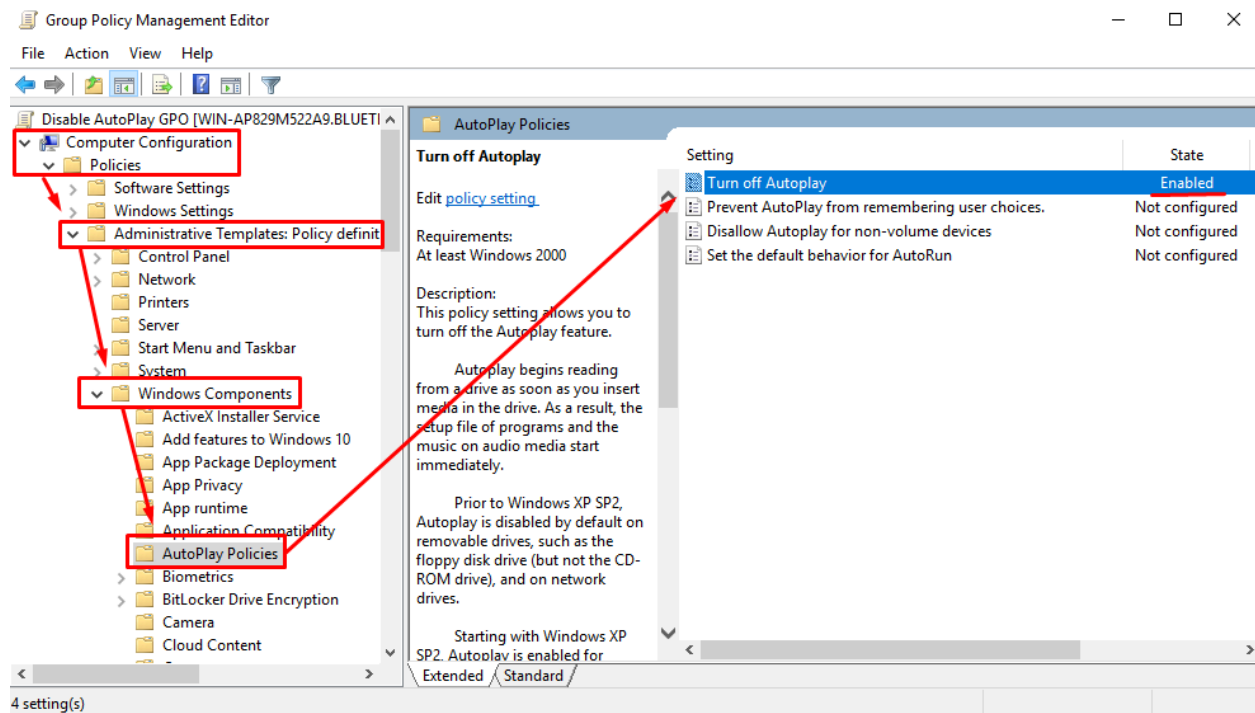 Group Policy Management Editor
File Action View Help
Disable AutoPlay GPO [WIN-AP829M522A9.BLUETI
Computer Configuration
Policies
Software Settings
Windows Settings
Administrative Templates: Policy definit
Control Panel
Network
Printers
Server
Start Menu and Taskbar
System
Windows Components
ActiveX Installer Service
Add features to Windows 10
App Package Deployment
App Privacy
App runtime
Application Compatibility
AutoPlay Policies
Biometrics
BitLocker Drive Encryption
Camera
Cloud Content
AutoPlay Policies
Turn off Autoplay
Edit policy setting
Requirements:
At least Windows 2000
Description:
This policy setting allows you to
turn off the Autoplay feature.
Autoplay begins reading
from a drive as soon as you insert
media in the drive. As a result, the
setup file of programs and the
music on audio media start
immediately.
Prior to Windows XP SP2,
Autoplay is disabled by default on
removable drives, such as the
floppy disk drive (but not the CD-
ROM drive), and on network
drives.
Starting with Windows XP
SP2, Autoplay is enabled for
Setting State
Turn off Autoplay Enabled
Prevent AutoPlay from remembering user choices. Not configured
Disallow Autoplay for non-volume devices Not configured
Set the default behavior for AutoRun Not configured
Extended Standard
4 setting(s)